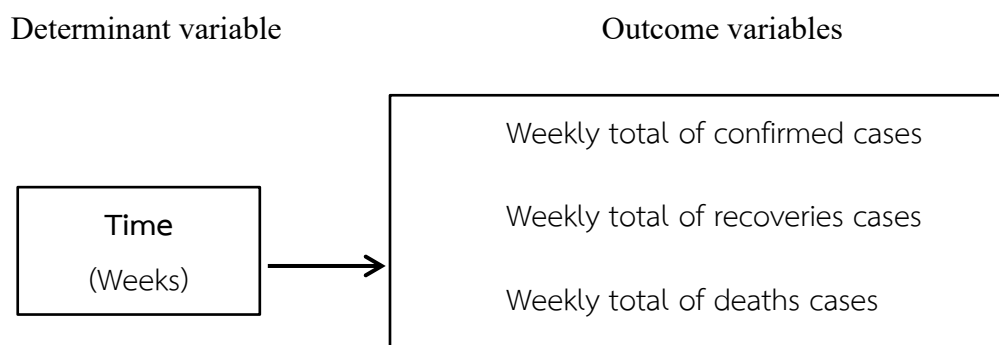 Determinant variable
Outcome variables
Time
(Weeks)
Weekly total of confirmed cases
Weekly total of recoveries cases
Weekly total of deaths cases